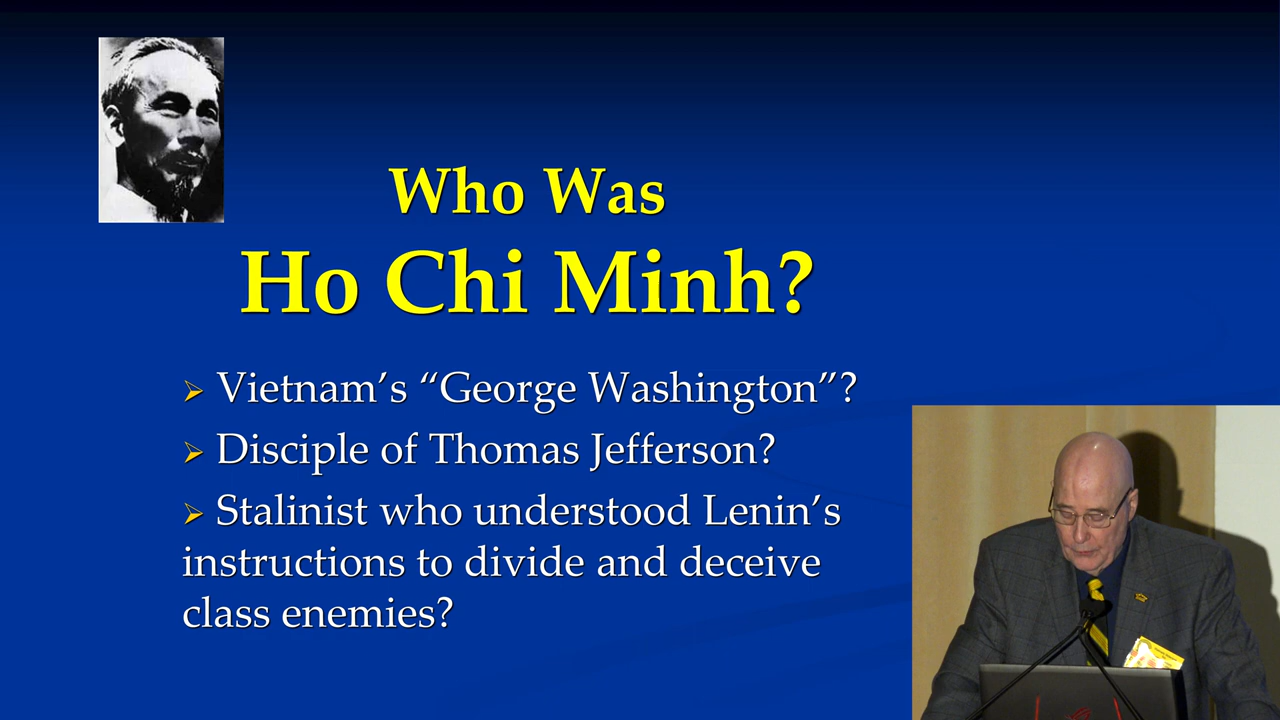 Who Was
Ho Chi Minh?
➢ Vietnam’s “George Washington”?
➢ Disciple of Thomas Jefferson?
➢ Stalinist who understood Lenin’s
instructions to divide and deceive
class enemies?